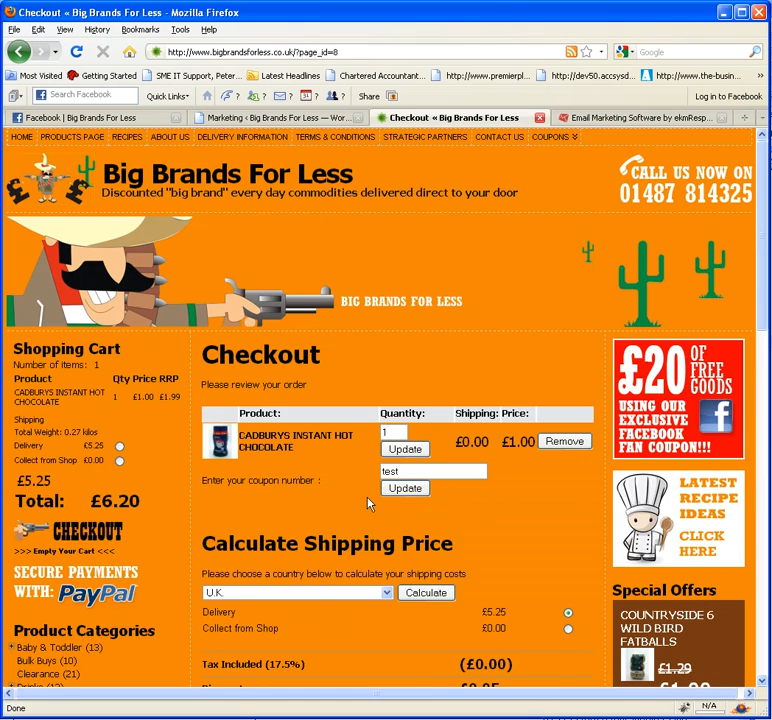 Checkout « Big Brands For Less - Mozilla Firefox
File Edit View History Bookmarks Tools Help
http://www.bigbrandsforless.co.uk/?page_id=8
Google
Most Visited Getting Started SME IT Support, Peter... Latest Headlines Chartered Accountant... http://www.premierpl... http://dev50.accsysd... http://www.the-busin... »
Search Facebook Quick Links Share Log in to Facebook
Facebook | Big Brands For Less Marketing ‹ Big Brands For Less — Wor... Checkout « Big Brands For Less Email Marketing Software by ekmResp...
HOME PRODUCTS PAGE RECIPES ABOUT US DELIVERY INFORMATION TERMS & CONDITIONS STRATEGIC PARTNERS CONTACT US COUPONS
Big Brands For Less
Discounted "big brand" every day commodities delivered direct to your door
CALL US NOW ON
01487 814325
BIG BRANDS FOR LESS
Shopping Cart
Number of items: 1
Product Qty Price RRP
CADBURYS INSTANT HOT CHOCOLATE 1 £1.00 £1.99
Shipping
Total Weight: 0.27 kilos
Delivery £5.25
Collect from Shop £0.00
£5.25
Total: £6.20
CHECKOUT
>>> Empty Your Cart <<<
SECURE PAYMENTS
WITH: PayPal
Product Categories
Baby & Toddler (13)
Bulk Buys (10)
Clearance (21)
Checkout
Please review your order
Product: Quantity: Shipping: Price:
CADBURYS INSTANT HOT CHOCOLATE 1 Update £0.00 £1.00 Remove
Enter your coupon number : test
Update
Calculate Shipping Price
Please choose a country below to calculate your shipping costs
U.K. Calculate
Delivery £5.25
Collect from Shop £0.00
Tax Included (17.5%) (£0.00)
£20 OF
FREE
GOODS
USING OUR
EXCLUSIVE
FACEBOOK
FAN COUPON!!!
LATEST
RECIPE
IDEAS
CLICK
HERE
Special Offers
COUNTRYSIDE 6
WILD BIRD
FATBALLS
£1.29
Done
N/A